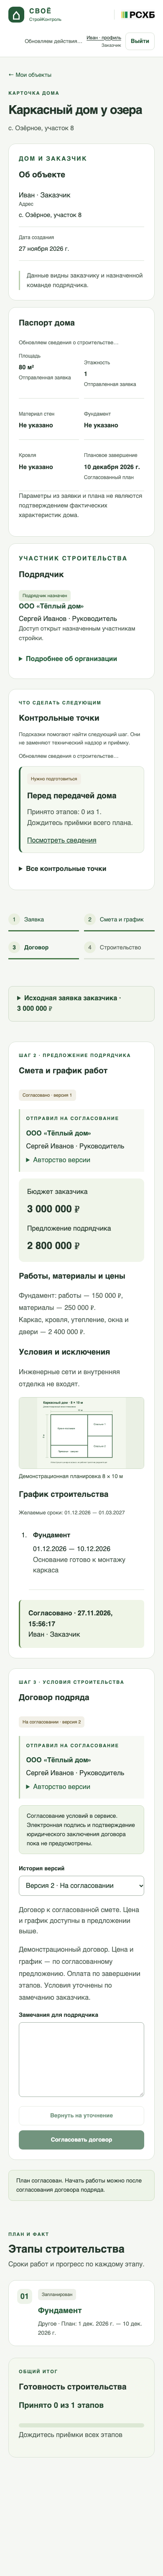 СВОЁ
СтройКонтроль
РСХБ
Обновляем действия…
Иван · профиль
Заказчик
Выйти
← Мои объекты
КАРТОЧКА ДОМА
Каркасный дом у озера
с. Озёрное, участок 8
ДОМ И ЗАКАЗЧИК
Об объекте
Иван · Заказчик
Адрес
с. Озёрное, участок 8
Дата создания
27 ноября 2026 г.
Данные видны заказчику и назначенной
команде подрядчика.
Паспорт дома
Обновляем сведения о строительстве…
Площадь
80 м²
Отправленная заявка
Этажность
1
Отправленная заявка
Материал стен
Не указано
Фундамент
Не указано
Кровля
Не указано
Плановое завершение
10 декабря 2026 г.
Согласованный план
Параметры из заявки и плана не являются
подтверждением фактических
характеристик дома.
УЧАСТНИК СТРОИТЕЛЬСТВА
Подрядчик
Подрядчик назначен
ООО «Тёплый дом»
Сергей Иванов · Руководитель
Доступ открыт назначенным участникам
стройки.
▶ Подробнее об организации
ЧТО СДЕЛАТЬ СЛЕДУЮЩИМ
Контрольные точки
Подсказки помогают найти следующий шаг. Они
не заменяют технический надзор и приёмку.
Обновляем сведения о строительстве…
Нужно подготовиться
Перед передачей дома
Принято этапов: 0 из 1.
Дождитесь приёмки всего плана.
Посмотреть сведения
▶ Все контрольные точки
1 Заявка
2 Смета и график
3 Договор
4 Строительство
▶ Исходная заявка заказчика ·
3 000 000 ₽
ШАГ 2 · ПРЕДЛОЖЕНИЕ ПОДРЯДЧИКА
Смета и график работ
Согласовано · версия 1
ОТПРАВИЛ НА СОГЛАСОВАНИЕ
ООО «Тёплый дом»
Сергей Иванов · Руководитель
▶ Авторство версии
Бюджет заказчика
3 000 000 ₽
Предложение подрядчика
2 800 000 ₽
Работы, материалы и цены
Фундамент: работы — 150 000 ₽,
материалы — 250 000 ₽.
Каркас, кровля, утепление, окна и
двери — 2 400 000 ₽.
Условия и исключения
Инженерные сети и внутренняя
отделка не входят.
Демонстрационная планировка 8 × 10 м
График строительства
Желаемые сроки: 01.12.2026 — 01.03.2027
1. Фундамент
01.12.2026 — 10.12.2026
Основание готово к монтажу
каркаса
Согласовано · 27.11.2026,
15:56:17
Иван · Заказчик
ШАГ 3 · УСЛОВИЯ СТРОИТЕЛЬСТВА
Договор подряда
На согласовании · версия 2
ОТПРАВИЛ НА СОГЛАСОВАНИЕ
ООО «Тёплый дом»
Сергей Иванов · Руководитель
▶ Авторство версии
Согласование условий в сервисе.
Электронная подпись и подтверждение
юридического заключения договора
пока не предусмотрены.
История версий
Версия 2 · На согласовании
Договор к согласованной смете. Цена
и график доступны в предложении
выше.
Демонстрационный договор. Цена и
график — по согласованному
предложению. Оплата по завершении
этапов. Условия уступчены по
замечанию заказчика.
Замечания для подрядчика
Вернуть на уточнение
Согласовать договор
План согласован. Начать работы можно после
согласования договора подряда.
ПЛАН И ФАКТ
Этапы строительства
Сроки работ и прогресс по каждому этапу.
01
Запланирован
Фундамент
Другое · План: 1 дек. 2026 г. — 10 дек.
2026 г.
ОБЩИЙ ИТОГ
Готовность строительства
Принято 0 из 1 этапов
Дождитесь приёмки всех этапов